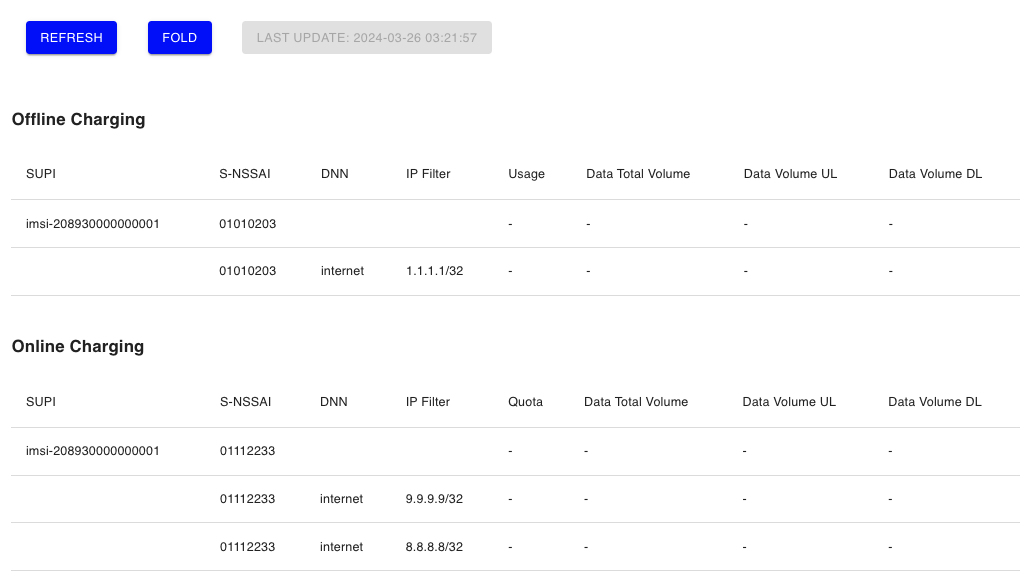 REFRESH FOLD LAST UPDATE: 2024-03-26 03:21:57
Offline Charging
SUPI S-NSSAI DNN IP Filter Usage Data Total Volume Data Volume UL Data Volume DL
imsi-208930000000001 01010203 - - - -
01010203 internet 1.1.1.1/32 - - - -
Online Charging
SUPI S-NSSAI DNN IP Filter Quota Data Total Volume Data Volume UL Data Volume DL
imsi-208930000000001 01112233 - - - -
01112233 internet 9.9.9.9/32 - - - -
01112233 internet 8.8.8.8/32 - - - -